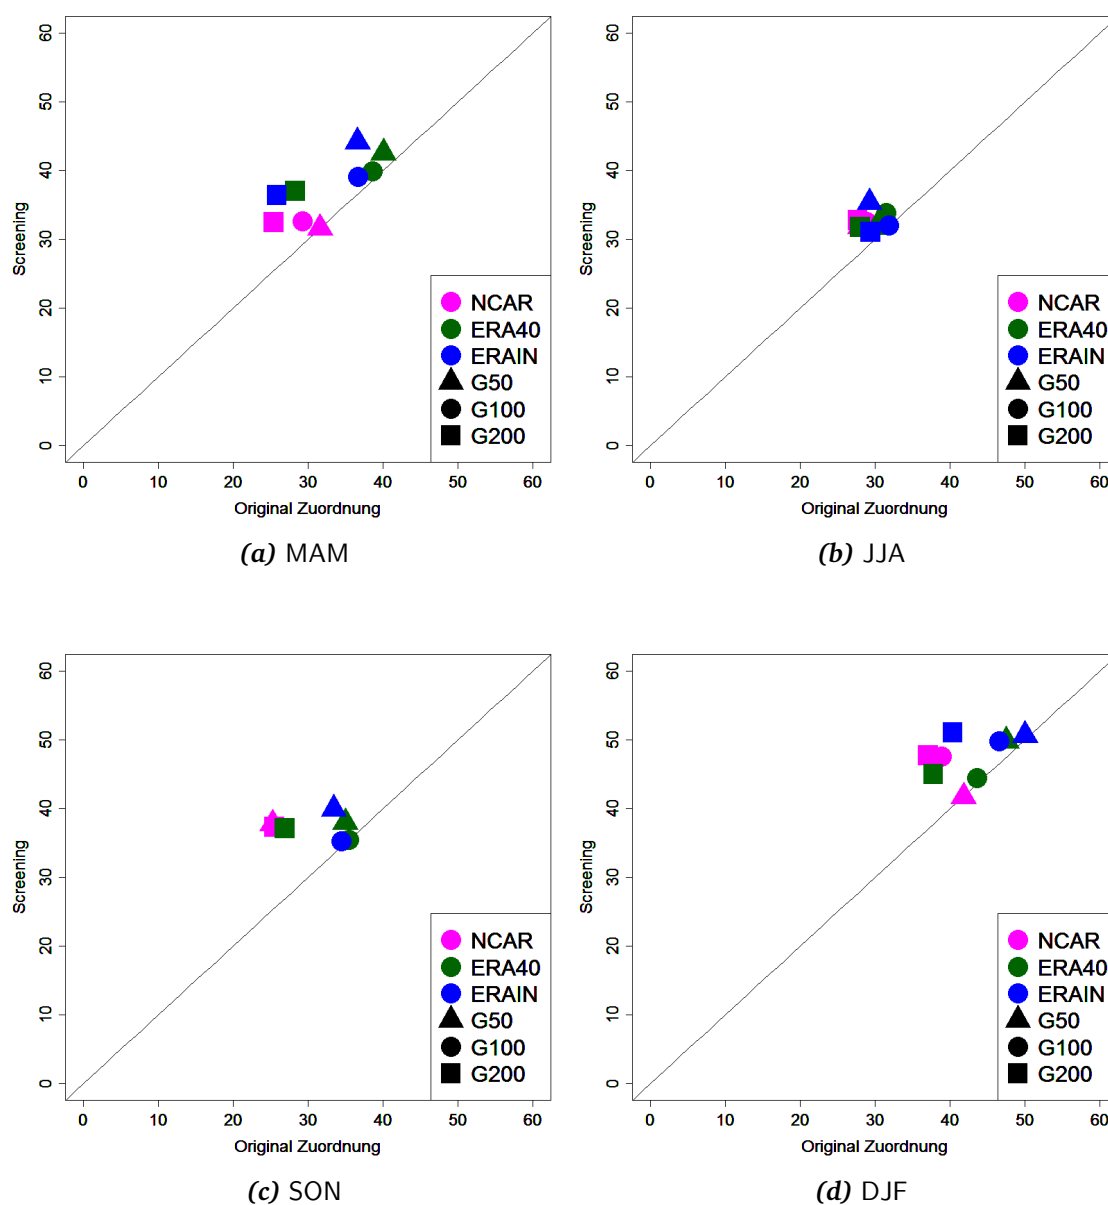 60
50
40
30
20
10
0
Screening
0 10 20 30 40 50 60
Original Zuordnung
NCAR
ERA40
ERAIN
G50
G100
G200
(a) MAM
60
50
40
30
20
10
0
Screening
0 10 20 30 40 50 60
Original Zuordnung
NCAR
ERA40
ERAIN
G50
G100
G200
(b) JJA
60
50
40
30
20
10
0
Screening
0 10 20 30 40 50 60
Original Zuordnung
NCAR
ERA40
ERAIN
G50
G100
G200
(c) SON
60
50
40
30
20
10
0
Screening
0 10 20 30 40 50 60
Original Zuordnung
NCAR
ERA40
ERAIN
G50
G100
G200
(d) DJF